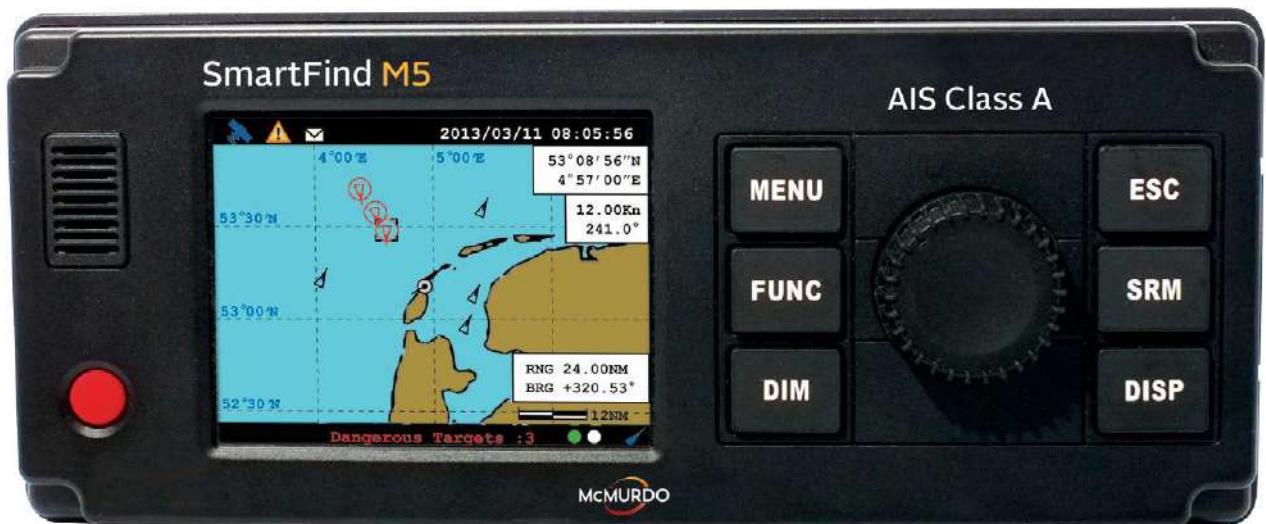 SmartFind M5
AIS Class A
2013/03/11 08:05:56
4°00'E 5°00'E
53°08'56"N
4°57'00"E
12.00Kn
241.0°
53°30'N
53°00'N
52°30'N
RNG 24.00NM
BRG +320.53°
12NM
Dangerous Targets :3
MENU
ESC
FUNC
SRM
DIM
DISP
McMURDO